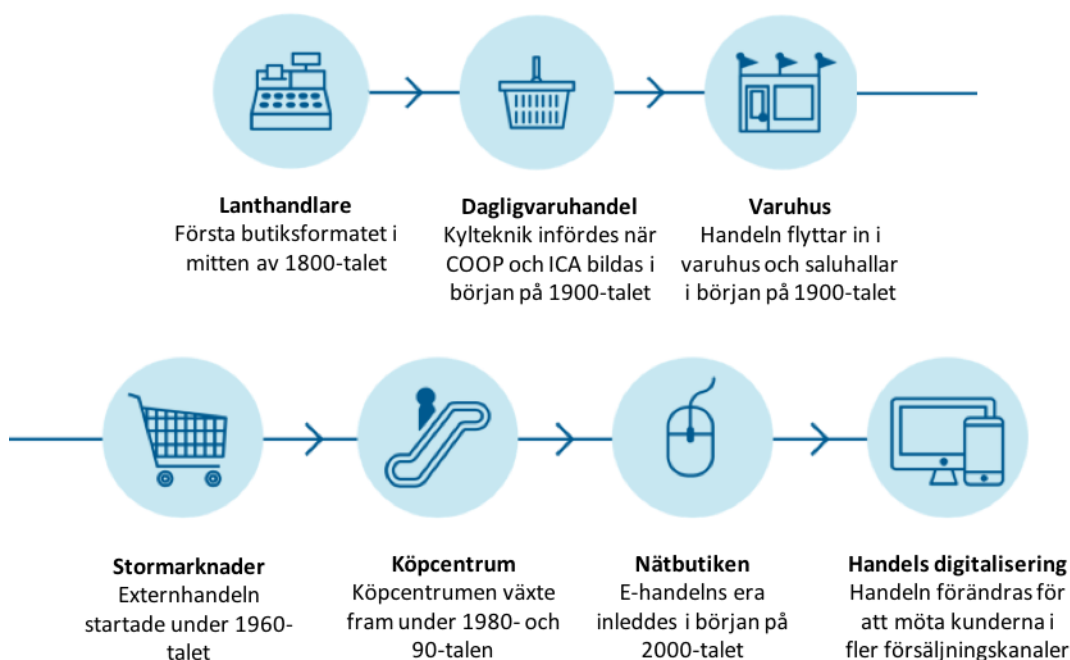 Lanthandlare
Första butiksformatet i
mitten av 1800-talet
Dagligvaruhandel
Kylteknik infördes när
COOP och ICA bildas i
början på 1900-talet
Varuhus
Handeln flyttar in i
varuhus och saluhallar
i början på 1900-talet
Stormarknader
Externhandeln
startade under 1960-
talet
Köpcentrum
Köpcentrumen växte
fram under 1980- och
90-talen
Nätbutiken
E-handelns era
inleddes i början på
2000-talet
Handels digitalisering
Handeln förändras för
att möta kunderna i
fler försäljningskanaler